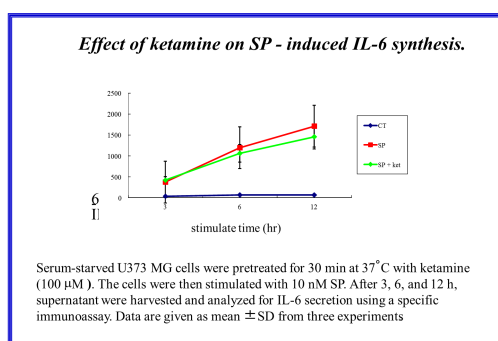 Effect of ketamine on SP - induced IL-6 synthesis.
2500
2000
1500
1000
500
0
3
6
12
stimulate time (hr)
CT
SP
SP + ket
Serum-starved U373 MG cells were pretreated for 30 min at 37°C with ketamine
(100 μM ). The cells were then stimulated with 10 nM SP. After 3, 6, and 12 h,
supernatant were harvested and analyzed for IL-6 secretion using a specific
immunoassay. Data are given as mean ±SD from three experiments